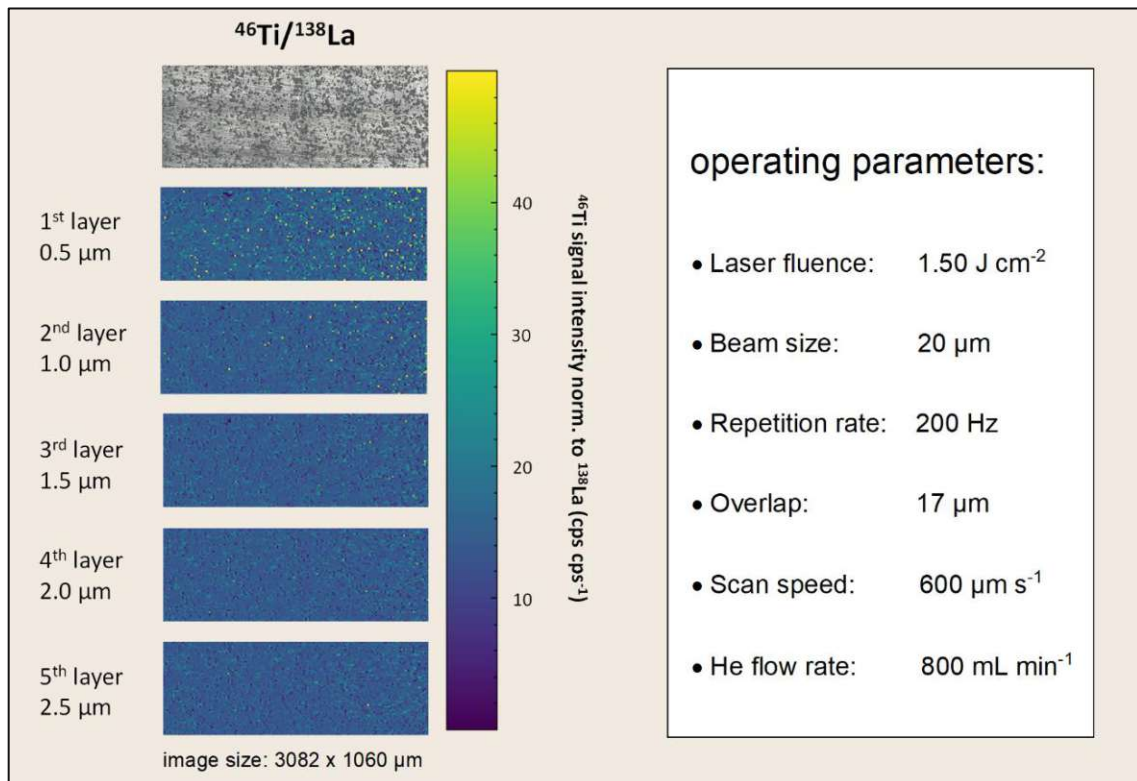 ⁴⁶Ti/¹³⁸La
1ˢᵗ layer
0.5 µm
2ⁿᵈ layer
1.0 µm
3ʳᵈ layer
1.5 µm
4ᵗʰ layer
2.0 µm
5ᵗʰ layer
2.5 µm
image size: 3082 x 1060 µm
40
30
20
10
⁴⁶Ti signal intensity norm. to ¹³⁸La (cps cps⁻¹)
operating parameters:
• Laser fluence: 1.50 J cm⁻²
• Beam size: 20 µm
• Repetition rate: 200 Hz
• Overlap: 17 µm
• Scan speed: 600 µm s⁻¹
• He flow rate: 800 mL min⁻¹